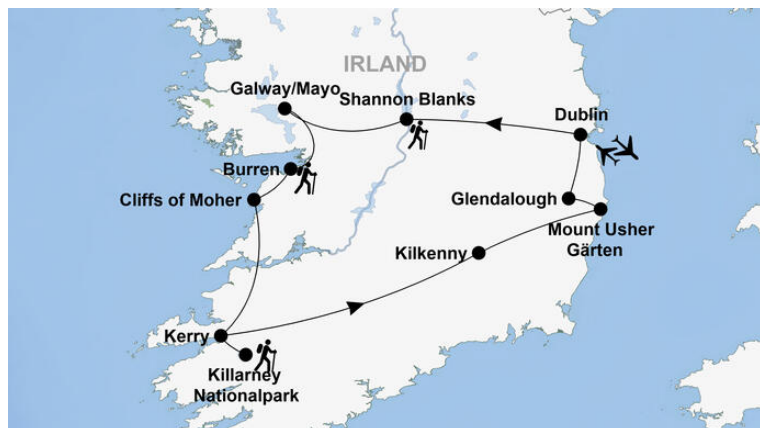 IRLAND
Galway/Mayo
Shannon Blanks
Dublin
Burren
Cliffs of Moher
Glendalough
Mount Usher
Gärten
Kilkenny
Kerry
Killarney
Nationalpark